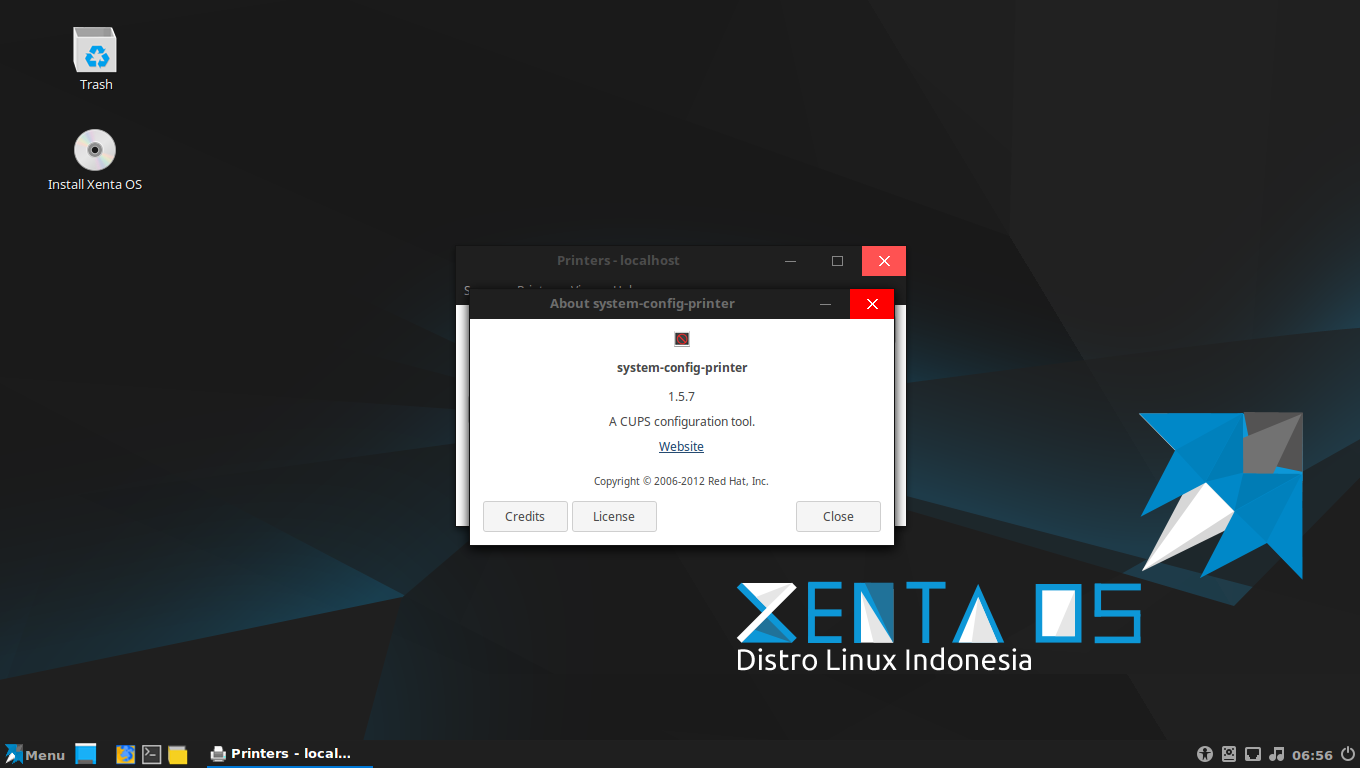 Trash
Install Xenta OS
Printers - localhost
About system-config-printer
system-config-printer
1.5.7
A CUPS configuration tool.
Website
Copyright © 2006-2012 Red Hat, Inc.
Credits License Close
XENTA OS
Distro Linux Indonesia
Menu Printers - local... 06:56